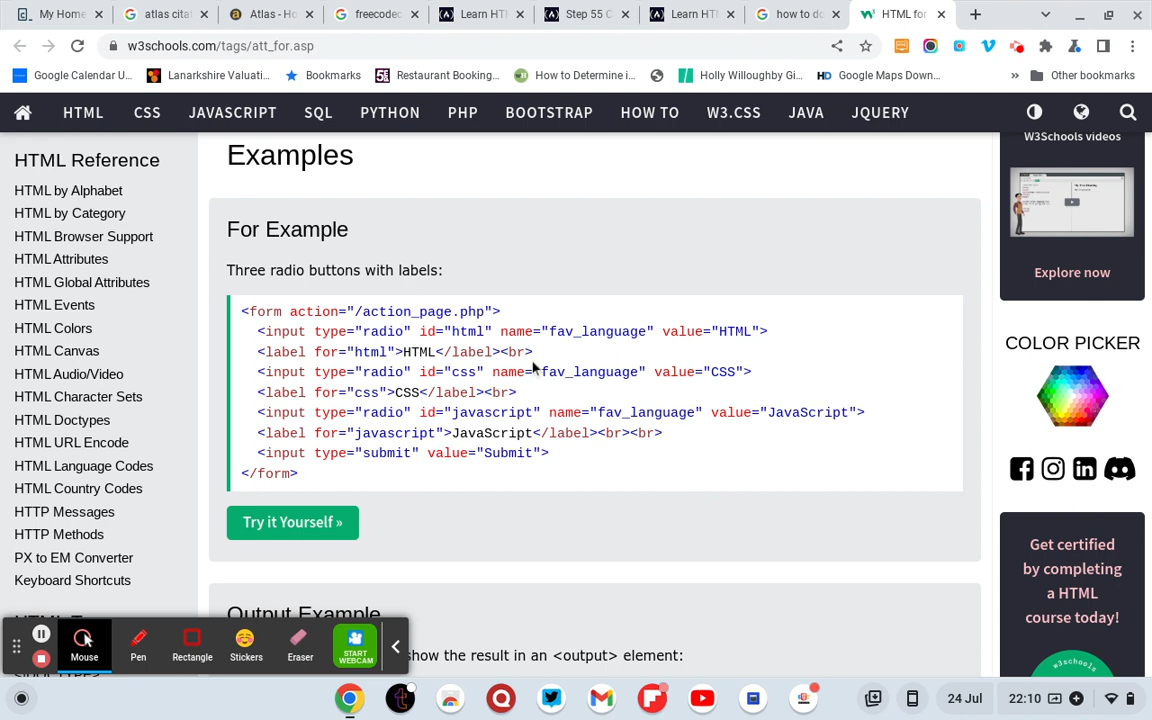 My Home
atlas cita
Atlas - Ho
freecodec
Learn HT
Step 55 C
Learn HT
how to do
HTML for
w3schools.com/tags/att_for.asp
Google Calendar U...
Lanarkshire Valuati...
Bookmarks
Restaurant Booking...
How to Determine i...
Holly Willoughby Gi...
HD Google Maps Down...
» Other bookmarks
HTML CSS JAVASCRIPT SQL PYTHON PHP BOOTSTRAP HOW TO W3.CSS JAVA JQUERY
HTML Reference
HTML by Alphabet
HTML by Category
HTML Browser Support
HTML Attributes
HTML Global Attributes
HTML Events
HTML Colors
HTML Canvas
HTML Audio/Video
HTML Character Sets
HTML Doctypes
HTML URL Encode
HTML Language Codes
HTML Country Codes
HTTP Messages
HTTP Methods
PX to EM Converter
Keyboard Shortcuts
Examples
For Example
Three radio buttons with labels:
<form action="/action_page.php">
<input type="radio" id="html" name="fav_language" value="HTML">
<label for="html">HTML</label><br>
<input type="radio" id="css" name="fav_language" value="CSS">
<label for="css">CSS</label><br>
<input type="radio" id="javascript" name="fav_language" value="JavaScript">
<label for="javascript">JavaScript</label><br><br>
<input type="submit" value="Submit">
</form>
Try it Yourself »
Output Example
show the result in an <output> element:
W3Schools videos
Explore now
COLOR PICKER
Get certified
by completing
a HTML
course today!
w3schools
Mouse
Pen
Rectangle
Stickers
Eraser
START
WEBCAM
24 Jul
22:10